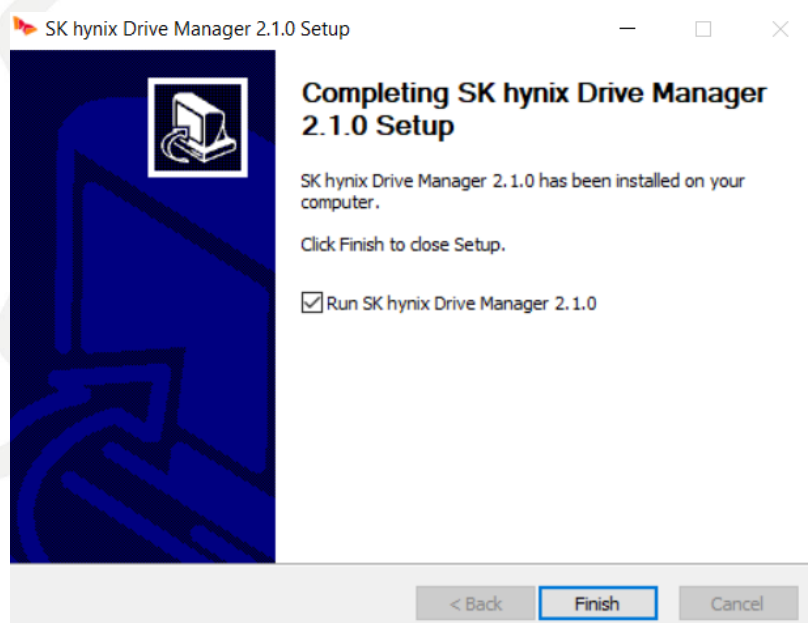 SK hynix Drive Manager 2.1.0 Setup
Completing SK hynix Drive Manager
2.1.0 Setup
SK hynix Drive Manager 2.1.0 has been installed on your
computer.
Click Finish to close Setup.
Run SK hynix Drive Manager 2.1.0
< Back Finish Cancel